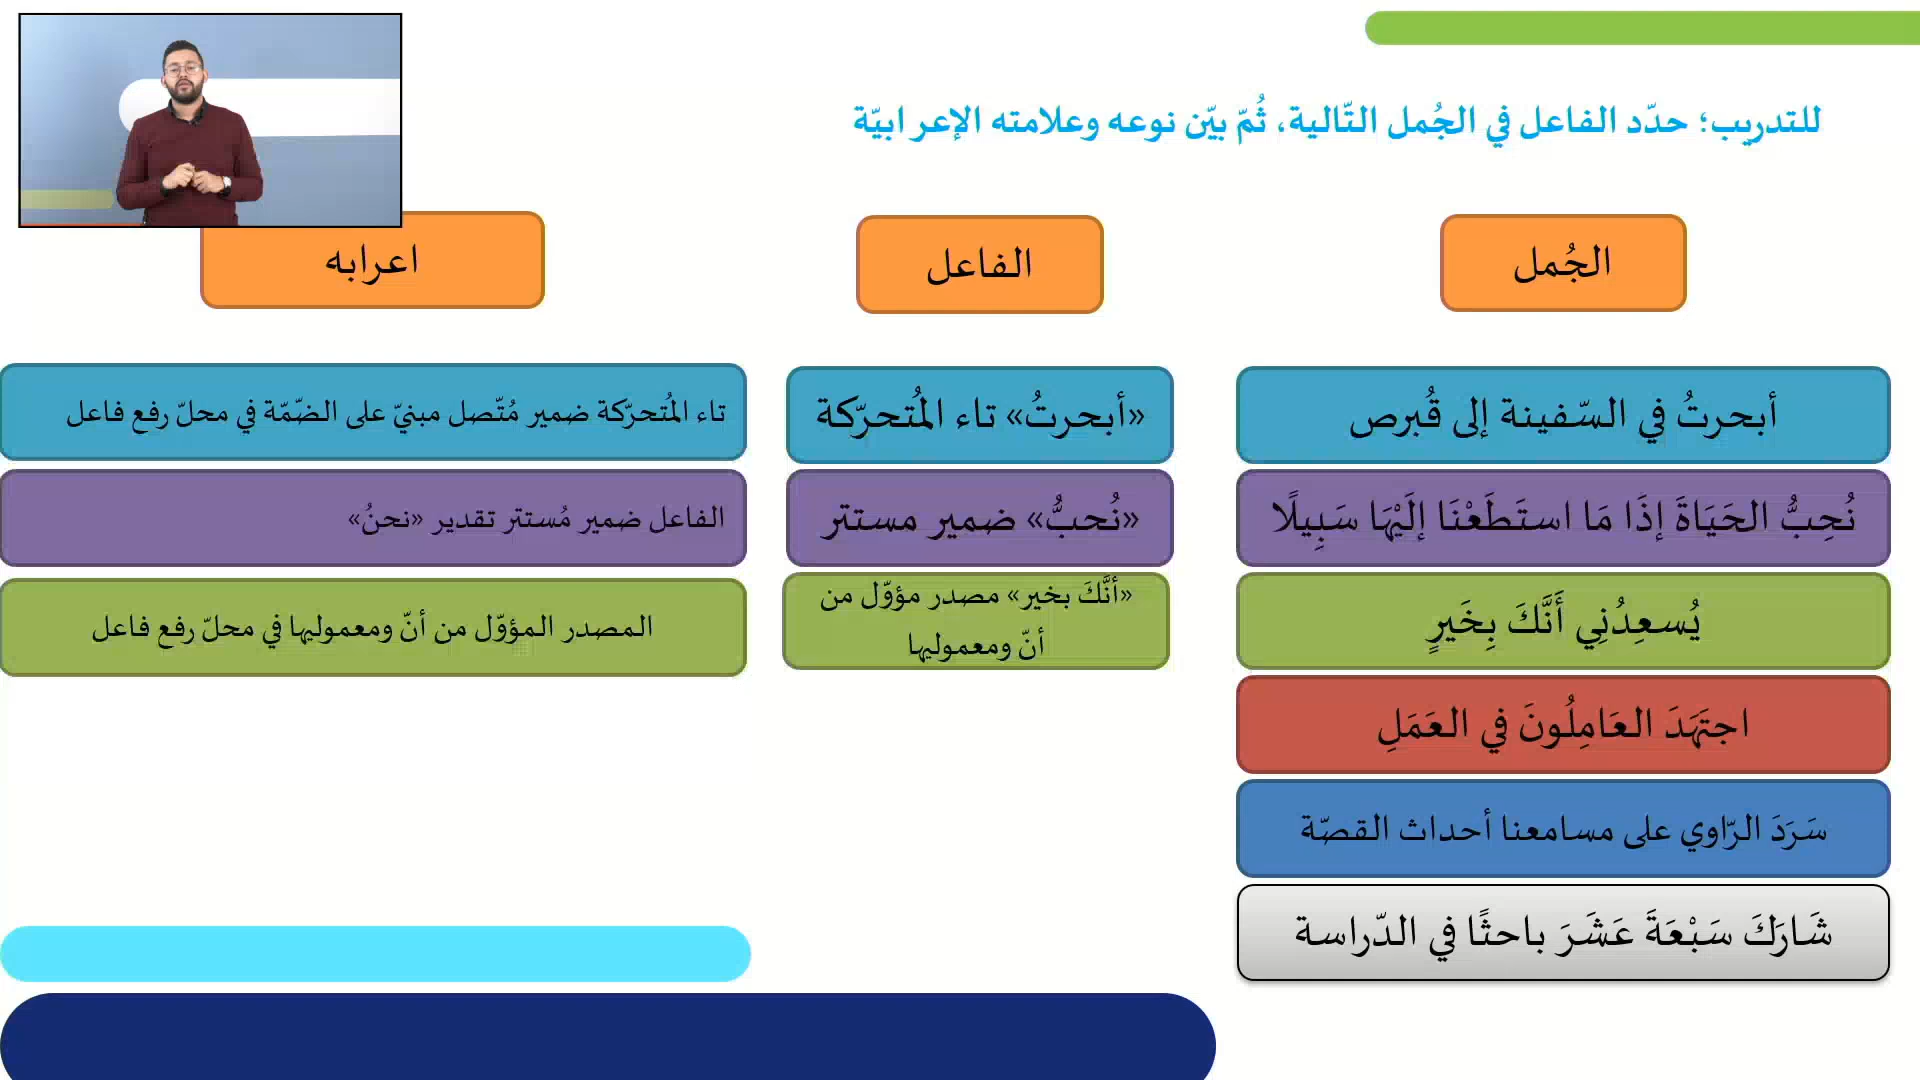 للتدريب؛ حدّد الفاعل في الجُمل التّالية، ثُمّ بيّن نوعه وعلامته الإعرابيّة
الجُمل
الفاعل
اعرابه
أبحرتُ في السّفينة إلى قُبرص
«أبحرتُ» تاء المُتحرّكة
تاء المُتحرّكة ضمير مُتّصل مبنيّ على الضّمّة في محلّ رفع فاعل
نُحِبُّ الحَيَاةَ إذَا مَا استَطَعْنَا إلَيْهَا سَبِيلًا
«نُحبُّ» ضمير مستتر
الفاعل ضمير مُستتر تقدير «نحنُ»
يُسعِدُنِي أَنَّكَ بِخَيرٍ
«أنَّكَ بخير» مصدر مؤوّل من
أنّ ومعموليها
المصدر المؤوّل من أنّ ومعموليها في محلّ رفع فاعل
اجتَهَدَ العَامِلُونَ في العَمَلِ
سَرَدَ الرّاوي على مسامعنا أحداث القصّة
شَارَكَ سَبْعَةَ عَشَرَ باحثًا في الدّراسة